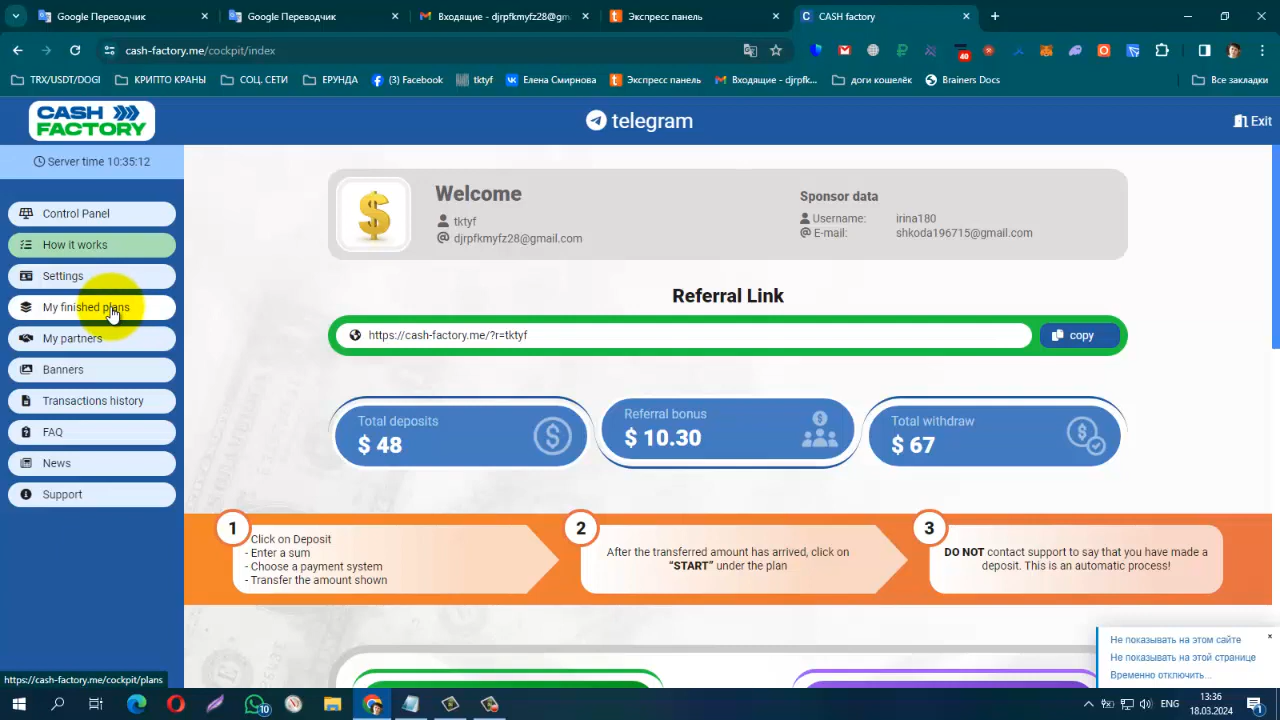 Google Переводчик
Google Переводчик
Входящие - djrpfkmyfz28@gm...
Экспресс панель
CASH factory
cash-factory.me/cockpit/index
40
TRX/USDT/DOGI
КРИПТО КРАНЫ
СОЦ. СЕТИ
ЕРУНДА
(3) Facebook
tktyf
Елена Смирнова
Экспресс панель
Входящие - djrpfk...
доги кошелёк
Brainers Docs
Все закладки
CASH
FACTORY
telegram
Exit
Server time 10:35:12
Control Panel
How it works
Settings
My finished plans
My partners
Banners
Transactions history
FAQ
News
Support
Welcome
tktyf
djrpfkmyfz28@gmail.com
Sponsor data
Username: irina180
E-mail: shkoda196715@gmail.com
Referral Link
https://cash-factory.me/?r=tktyf
copy
Total deposits
$ 48
Referral bonus
$ 10.30
Total withdraw
$ 67
1
Click on Deposit
- Enter a sum
- Choose a payment system
- Transfer the amount shown
2
After the transferred amount has arrived, click on
“START” under the plan
3
DO NOT contact support to say that you have made a
deposit. This is an automatic process!
Не показывать на этом сайте
Не показывать на этой странице
Временно отключить...
https://cash-factory.me/cockpit/plans
10
ENG
13:36
18.03.2024
1